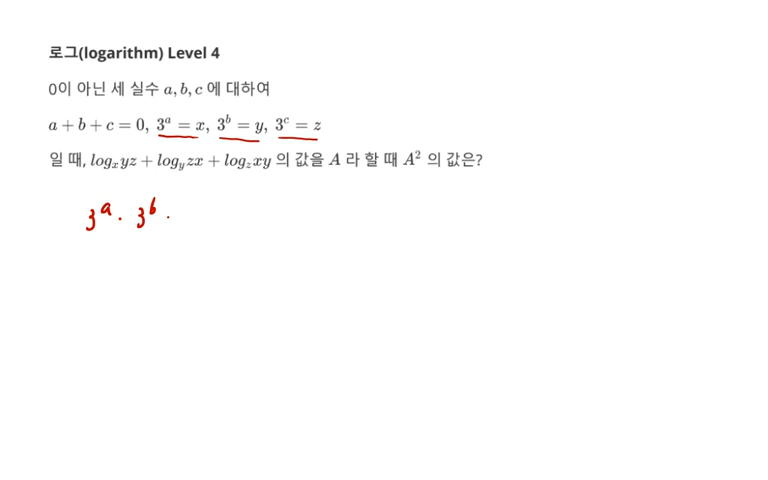 로그(logarithm) Level 4
0이 아닌 세 실수 a, b, c 에 대하여
a + b + c = 0, 3^a = x, 3^b = y, 3^c = z
일 때, log_x yz + log_y zx + log_z xy 의 값을 A 라 할 때 A^2 의 값은?
3^a · 3^b ·